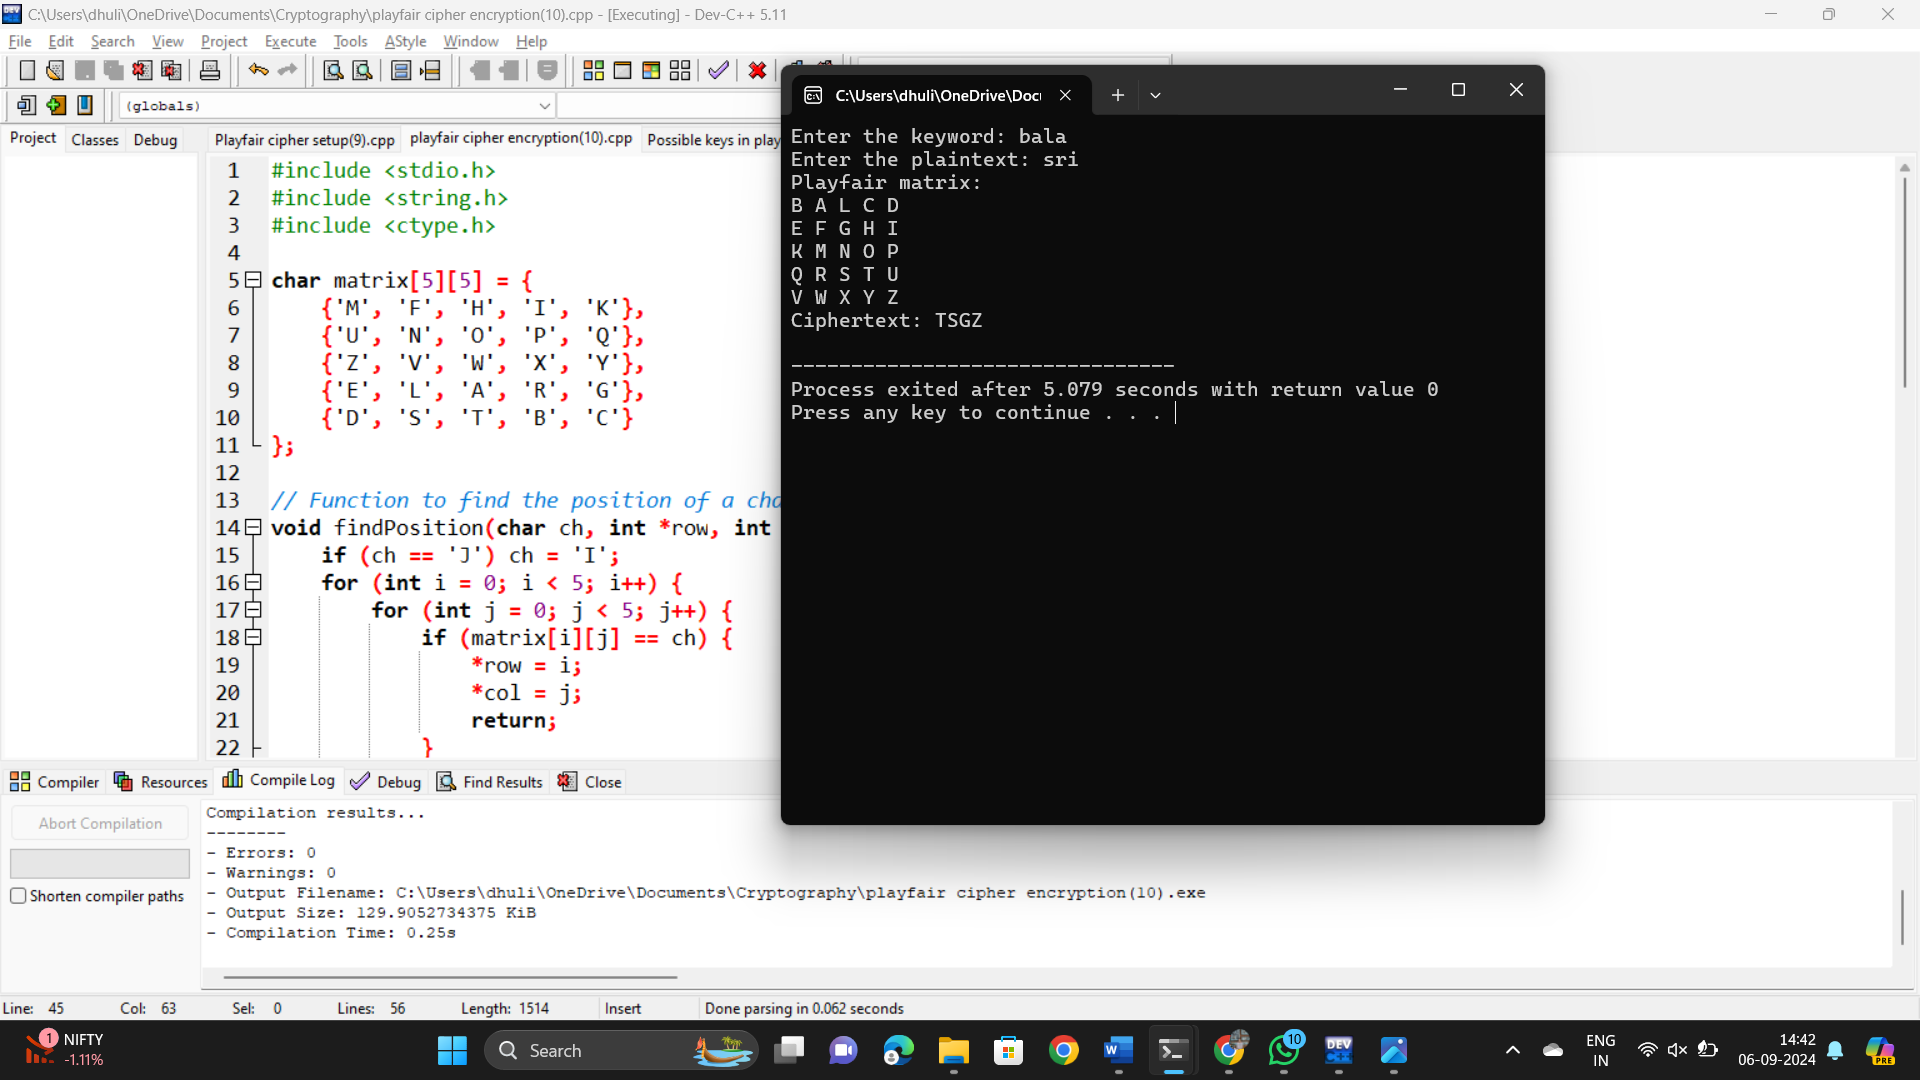 C:\Users\dhuli\OneDrive\Documents\Cryptography\playfair cipher encryption(10).cpp - [Executing] - Dev-C++ 5.11
File Edit Search View Project Execute Tools AStyle Window Help
(globals)
Project Classes Debug
Playfair cipher setup(9).cpp playfair cipher encryption(10).cpp Possible keys in play
1 #include <stdio.h>
2 #include <string.h>
3 #include <ctype.h>
4
5 char matrix[5][5] = {
6 {'M', 'F', 'H', 'I', 'K'},
7 {'U', 'N', 'O', 'P', 'Q'},
8 {'Z', 'V', 'W', 'X', 'Y'},
9 {'E', 'L', 'A', 'R', 'G'},
10 {'D', 'S', 'T', 'B', 'C'}
11 };
12
13 // Function to find the position of a cha
14 void findPosition(char ch, int *row, int
15 if (ch == 'J') ch = 'I';
16 for (int i = 0; i < 5; i++) {
17 for (int j = 0; j < 5; j++) {
18 if (matrix[i][j] == ch) {
19 *row = i;
20 *col = j;
21 return;
22 }
C:\Users\dhuli\OneDrive\Doc
Enter the keyword: bala
Enter the plaintext: sri
Playfair matrix:
B A L C D
E F G H I
K M N O P
Q R S T U
V W X Y Z
Ciphertext: TSGZ
--------------------------------
Process exited after 5.079 seconds with return value 0
Press any key to continue . . .
Compiler Resources Compile Log Debug Find Results Close
Abort Compilation
Shorten compiler paths
Compilation results...
--------
- Errors: 0
- Warnings: 0
- Output Filename: C:\Users\dhuli\OneDrive\Documents\Cryptography\playfair cipher encryption(10).exe
- Output Size: 129.9052734375 KiB
- Compilation Time: 0.25s
Line: 45 Col: 63 Sel: 0 Lines: 56 Length: 1514 Insert Done parsing in 0.062 seconds
1
NIFTY
-1.11%
Search
10
DEV
C++
ENG
IN
14:42
06-09-2024
PRE